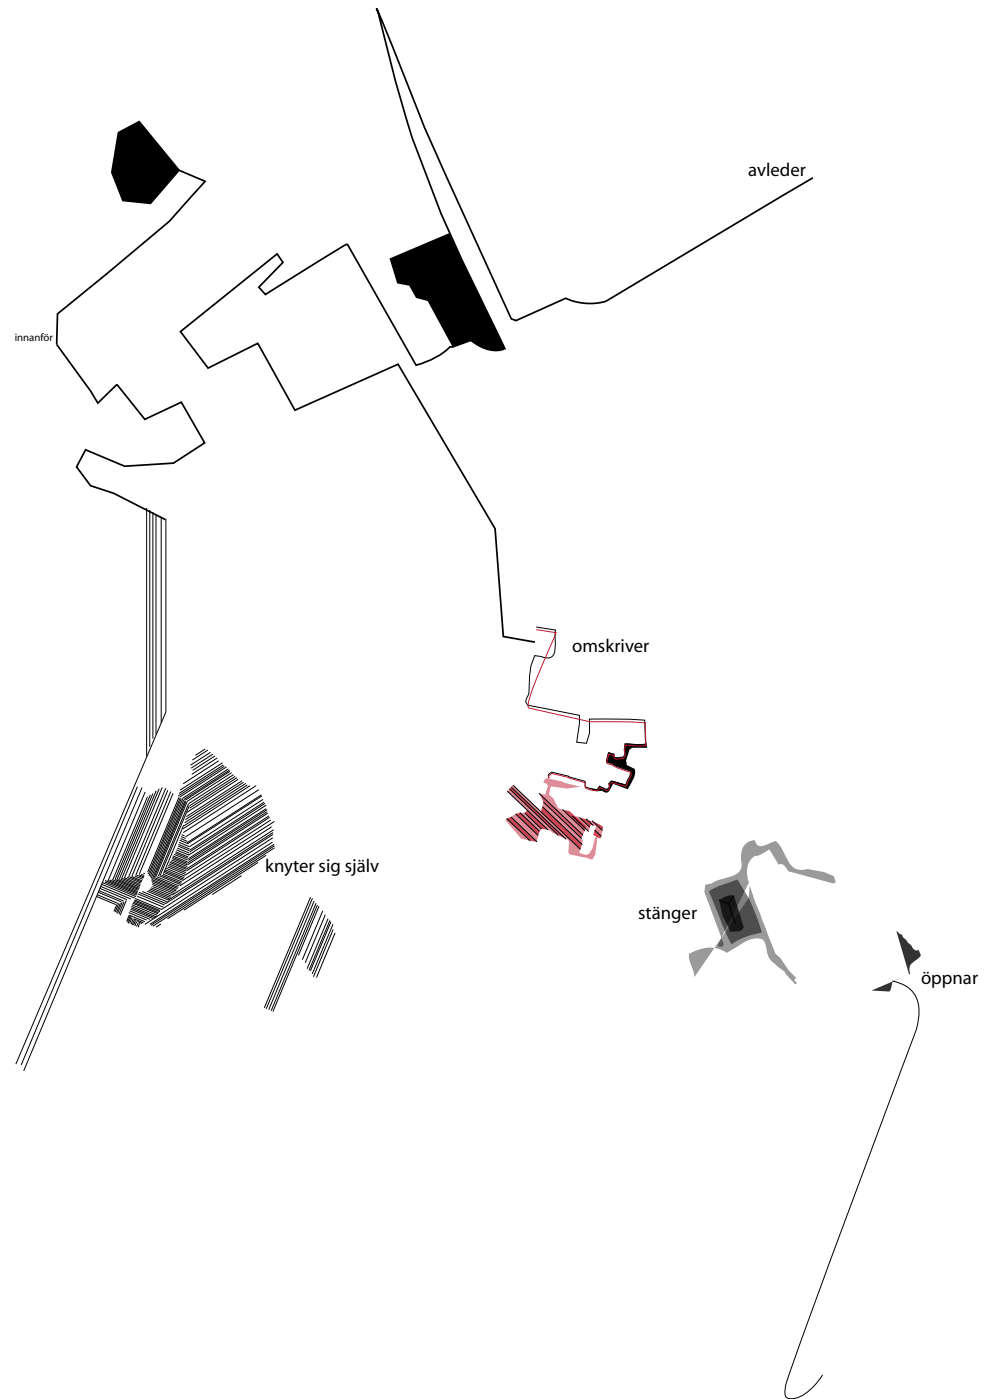 avleder
innanför
omskriver
knyter sig själv
stänger
öppnar